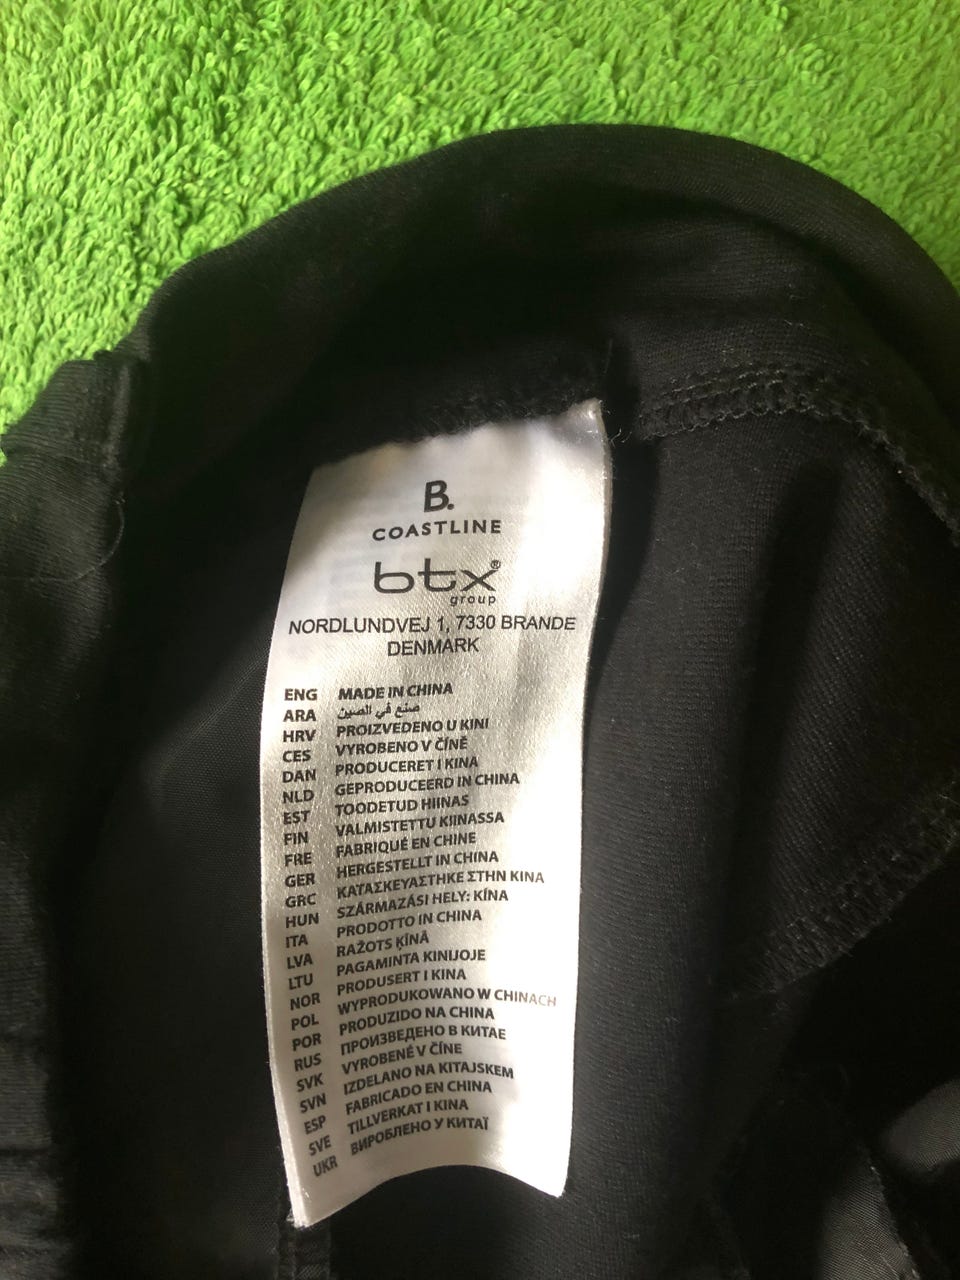 B.
COASTLINE
btx®
group
NORDLUNDVEJ 1, 7330 BRANDE
DENMARK
ENG MADE IN CHINA
ARA صنع في الصين
HRV PROIZVEDENO U KINI
CES VYROBENO V ČÍNĚ
DAN PRODUCERET I KINA
NLD GEPRODUCEERD IN CHINA
EST TOODETUD HIINAS
FIN VALMISTETTU KIINASSA
FRE FABRIQUÉ EN CHINE
GER HERGESTELLT IN CHINA
GRC ΚΑΤΑΣΚΕΥΑΣΤΗΚΕ ΣΤΗΝ ΚΙΝΑ
HUN SZÁRMAZÁSI HELY: KÍNA
ITA PRODOTTO IN CHINA
LVA RAŽOTS ĶĪNĀ
LTU PAGAMINTA KINIJOJE
NOR PRODUSERT I KINA
POL WYPRODUKOWANO W CHINACH
POR PRODUZIDO NA CHINA
RUS ПРОИЗВЕДЕНО В КИТАЕ
SVK VYROBENÉ V ČÍNE
SVN IZDELANO NA KITAJSKEM
ESP FABRICADO EN CHINA
SVE TILLVERKAT I KINA
UKR ВИРОБЛЕНО У КИТАЇ